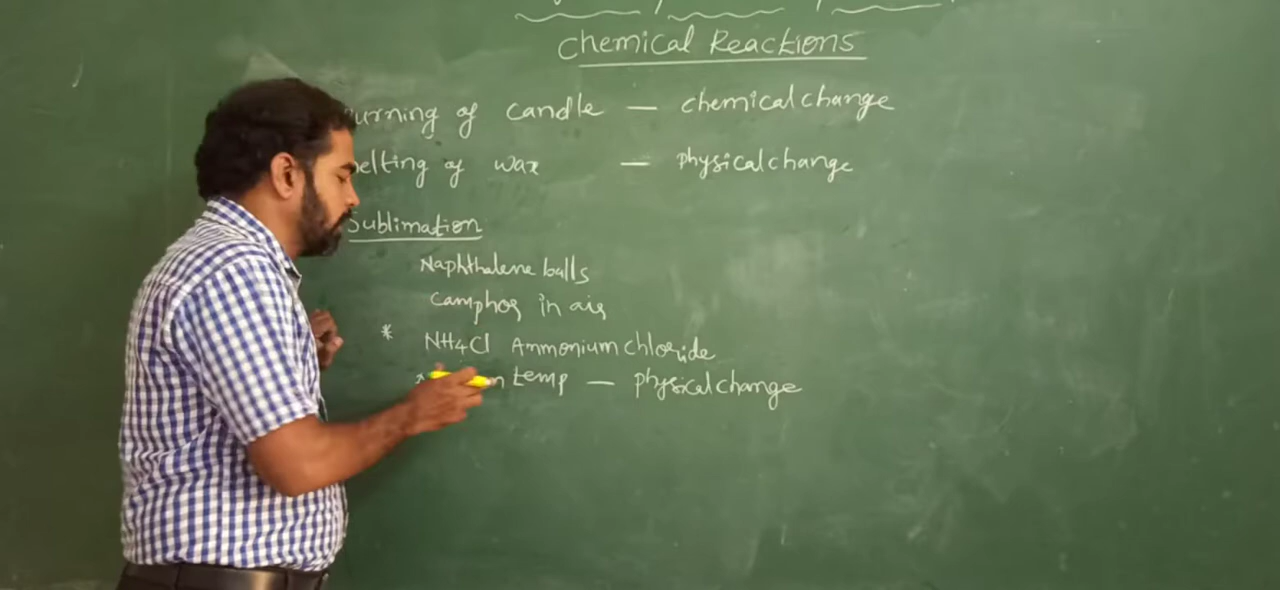 Chemical Reactions
urning of candle — chemical change
elting of wax — physical change
Sublimation
Naphthalene balls
Camphor in air
* NH4Cl Ammonium chloride
temp — physical change